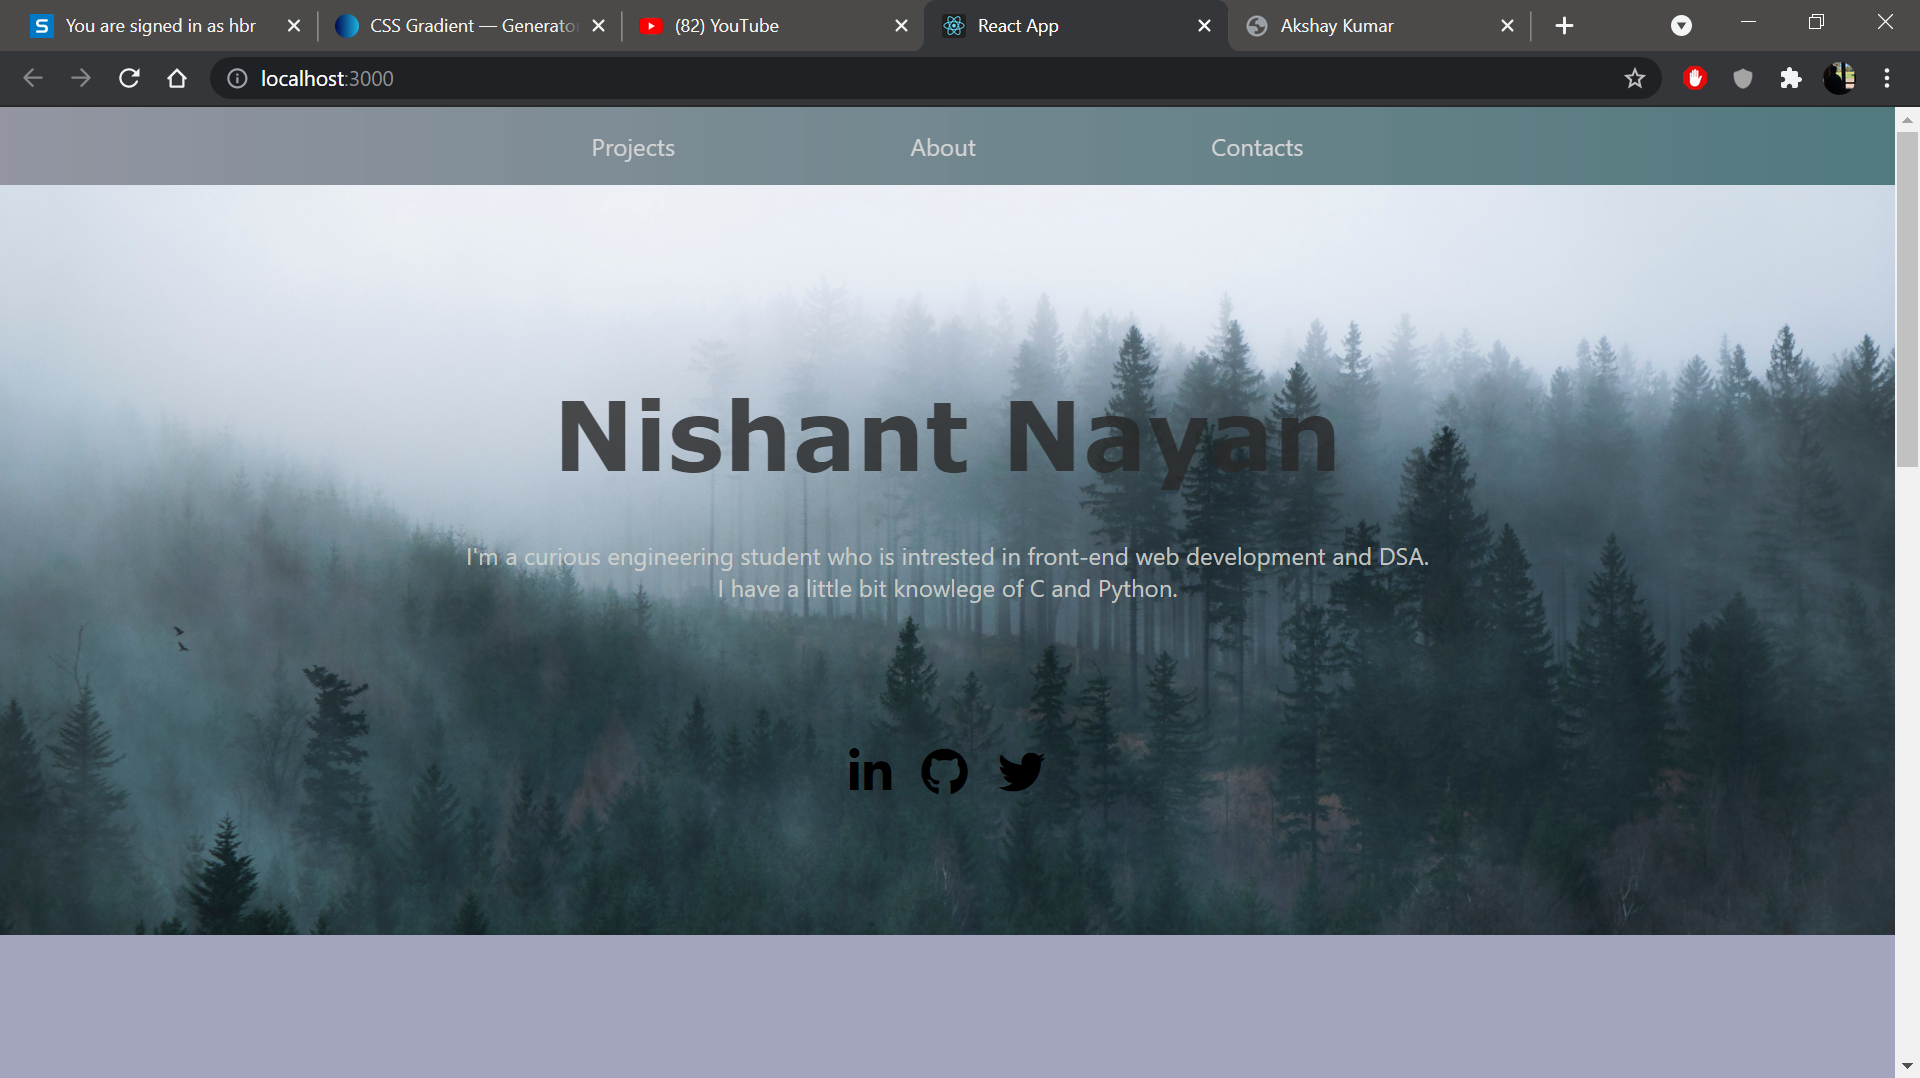 You are signed in as hbr
CSS Gradient — Generato
(82) YouTube
React App
Akshay Kumar
localhost:3000
Projects
About
Contacts
Nishant Nayan
I'm a curious engineering student who is intrested in front-end web development and DSA.
I have a little bit knowlege of C and Python.
in